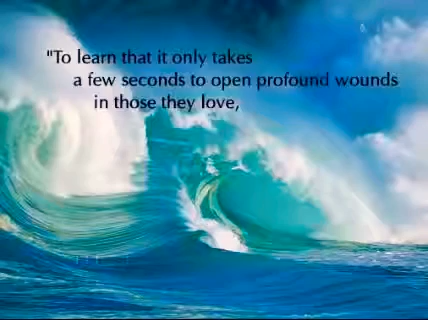 "To learn that it only takes
a few seconds to open profound wounds
in those they love,